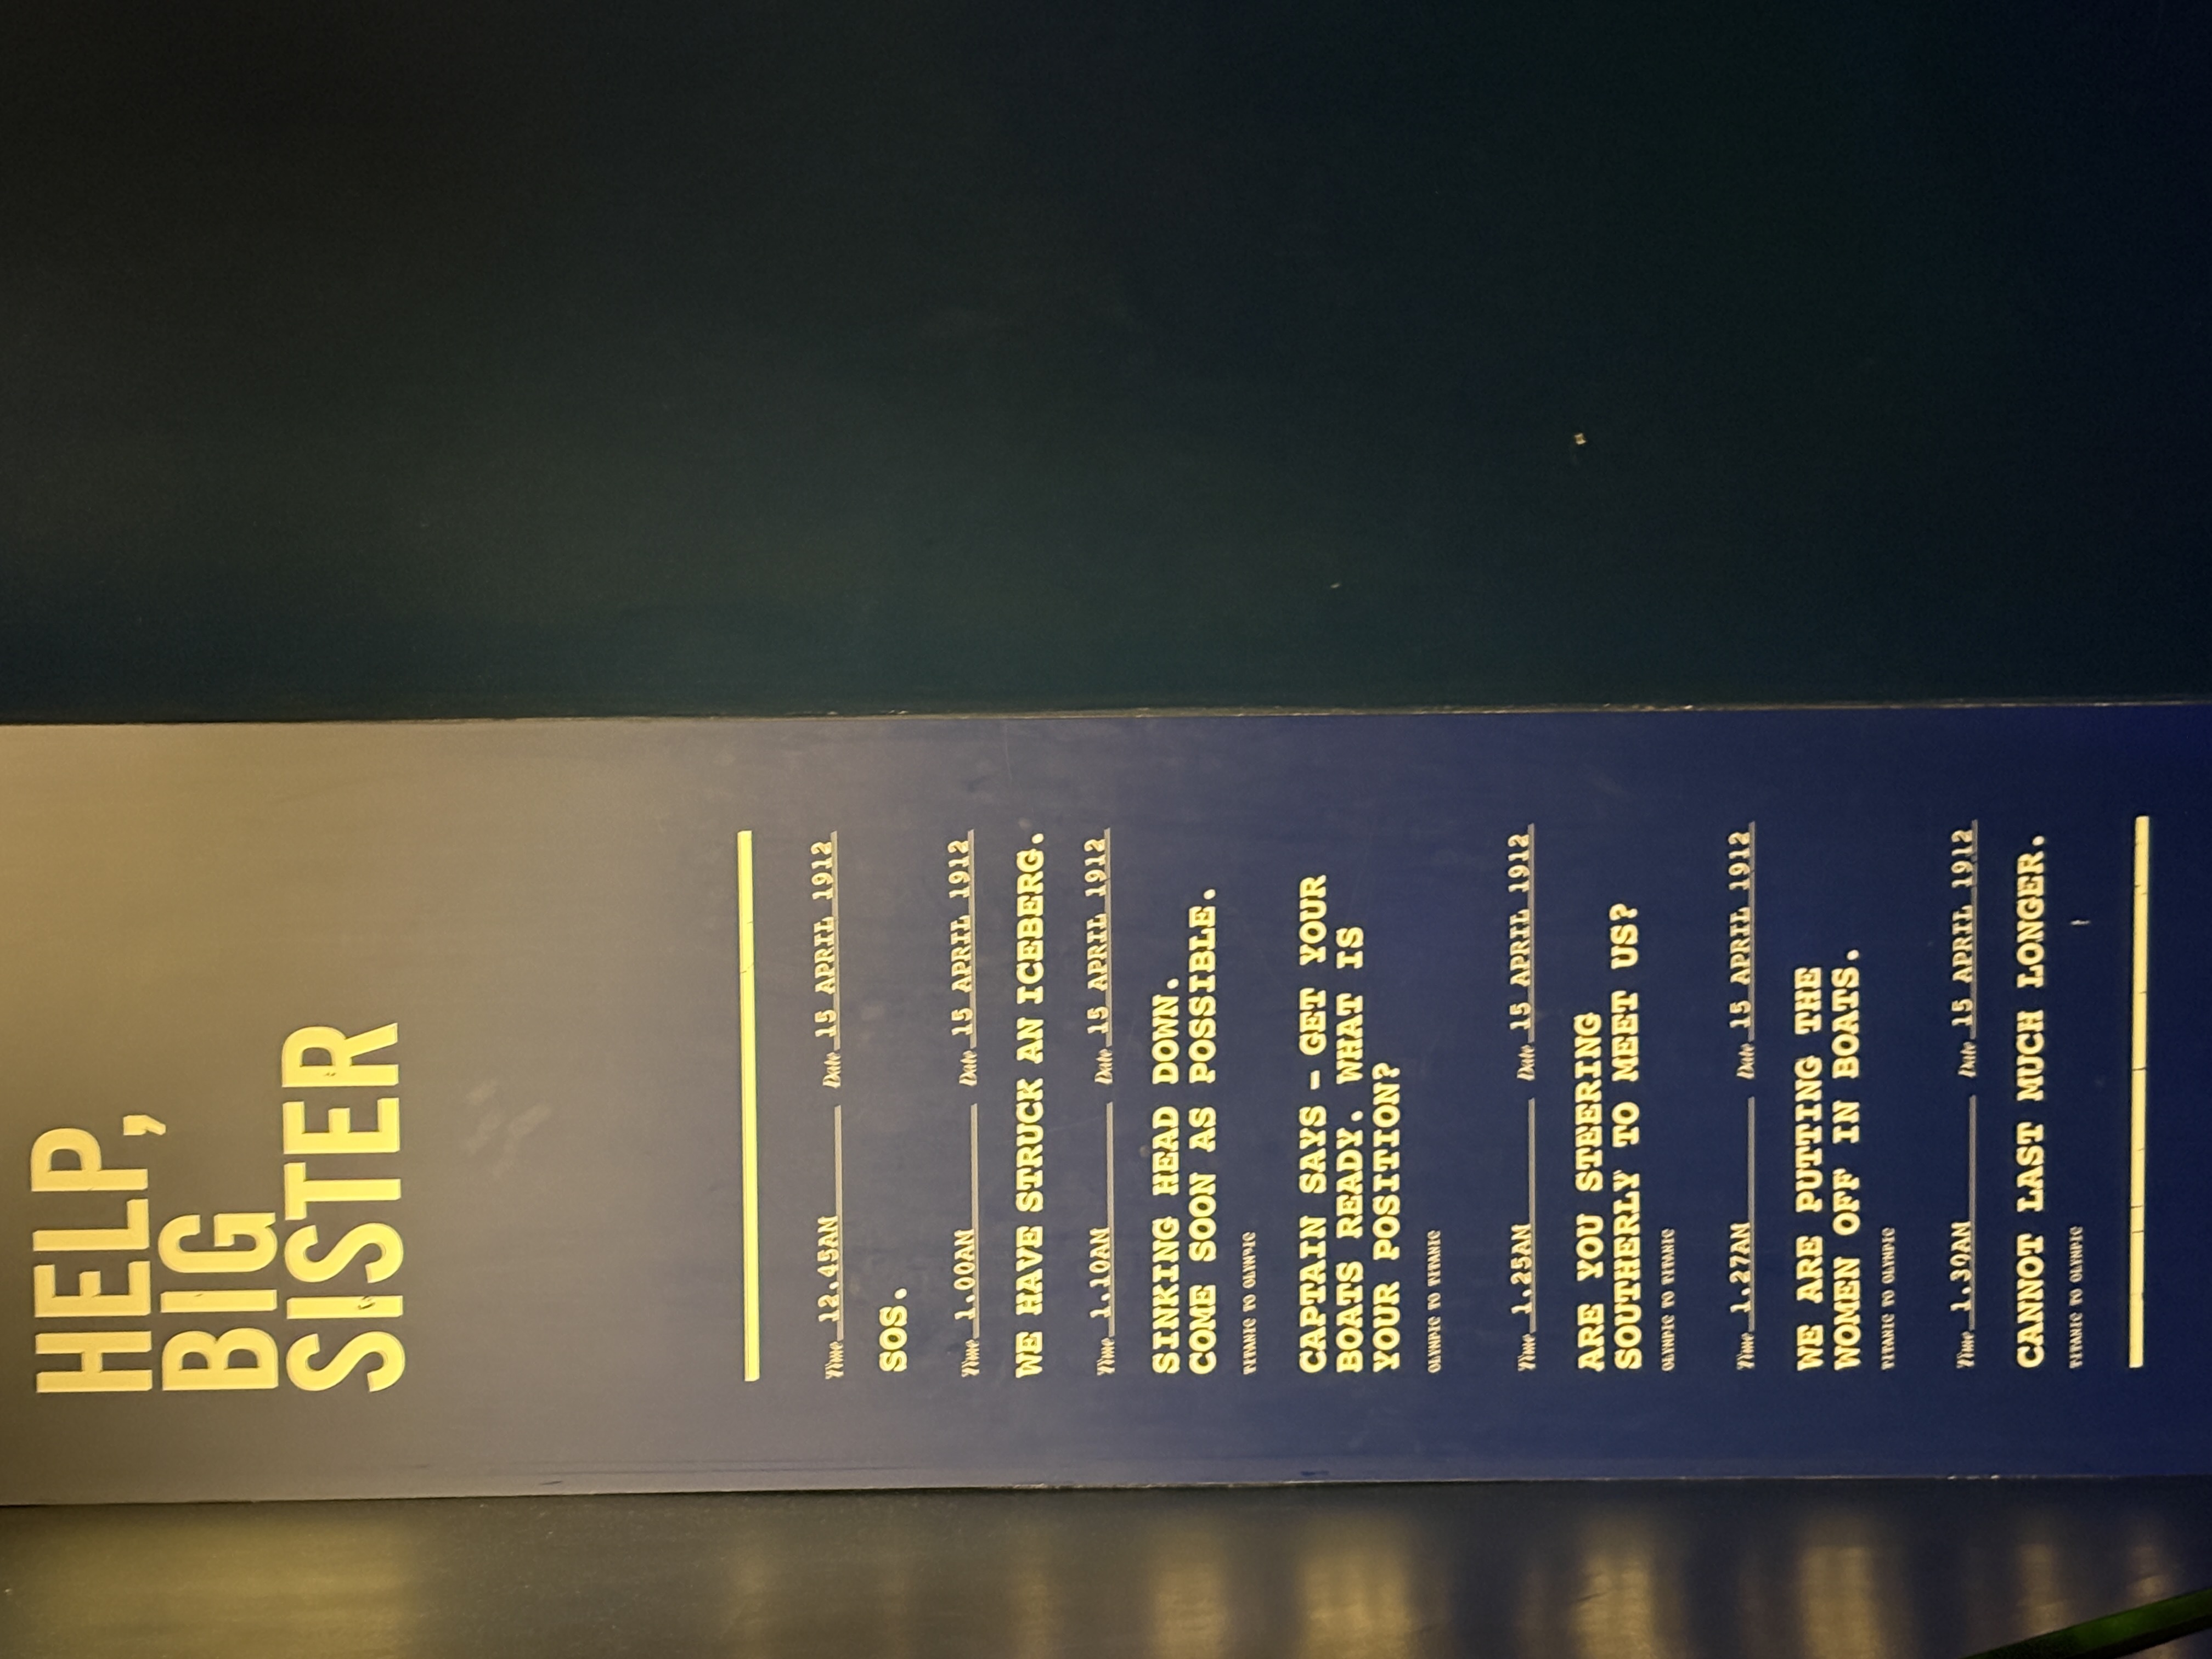 HELP,
BIG
SISTER
Time 12.45AM Date 15 APRIL 1912
SOS.
Time 1.00AM Date 15 APRIL 1912
WE HAVE STRUCK AN ICEBERG.
Time 1.10AM Date 15 APRIL 1912
SINKING HEAD DOWN.
COME SOON AS POSSIBLE.
TITANIC TO OLYMPIC
CAPTAIN SAYS – GET YOUR
BOATS READY. WHAT IS
YOUR POSITION?
OLYMPIC TO TITANIC
Time 1.25AM Date 15 APRIL 1912
ARE YOU STEERING
SOUTHERLY TO MEET US?
OLYMPIC TO TITANIC
Time 1.27AM Date 15 APRIL 1912
WE ARE PUTTING THE
WOMEN OFF IN BOATS.
TITANIC TO OLYMPIC
Time 1.30AM Date 15 APRIL 1912
CANNOT LAST MUCH LONGER.
TITANIC TO OLYMPIC